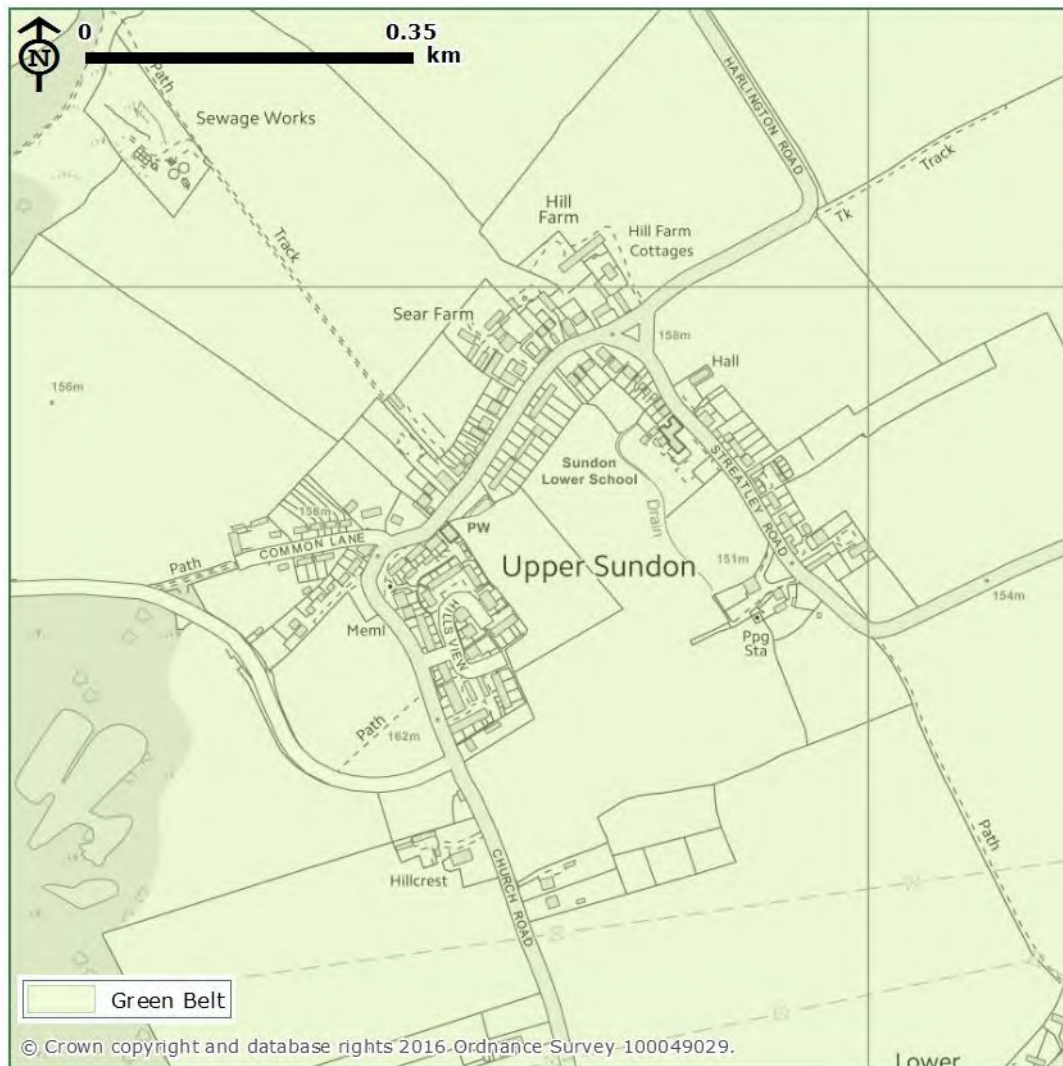 0 0.35
km
N
Path
Sewage Works
HARLINGTON ROAD
Track
Tk
Hill
Farm
Hill Farm
Cottages
Track
Sear Farm
158m
Hall
156m
Sundon
Lower School
STREATLEY ROAD
Drain
158m
COMMON LANE
PW
Path
Upper Sundon
151m
154m
Meml
HILLS VIEW
Ppg
Sta
Path
162m
Path
Hillcrest
CHURCH ROAD
Green Belt
© Crown copyright and database rights 2016 Ordnance Survey 100049029.
Lower